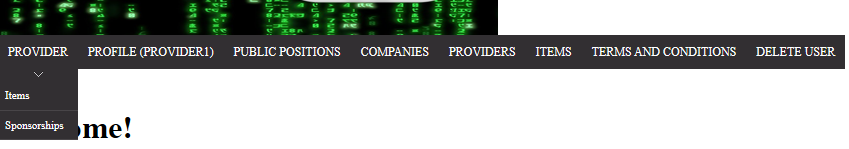 PROVIDER PROFILE (PROVIDER1) PUBLIC POSITIONS COMPANIES PROVIDERS ITEMS TERMS AND CONDITIONS DELETE USER
Items
Sponsorships
ome!